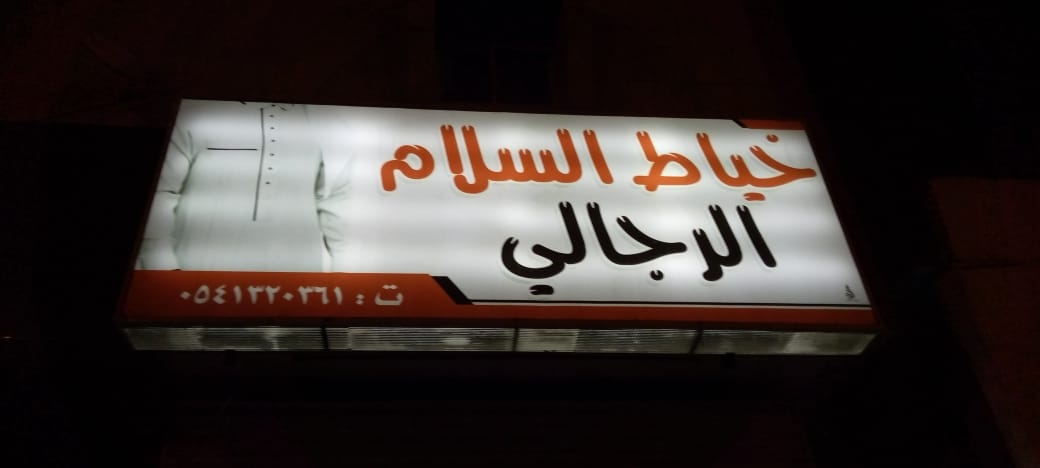 خياط السلام
الرجالي
ت : ٠٥٤١٣٢٠٣٦١